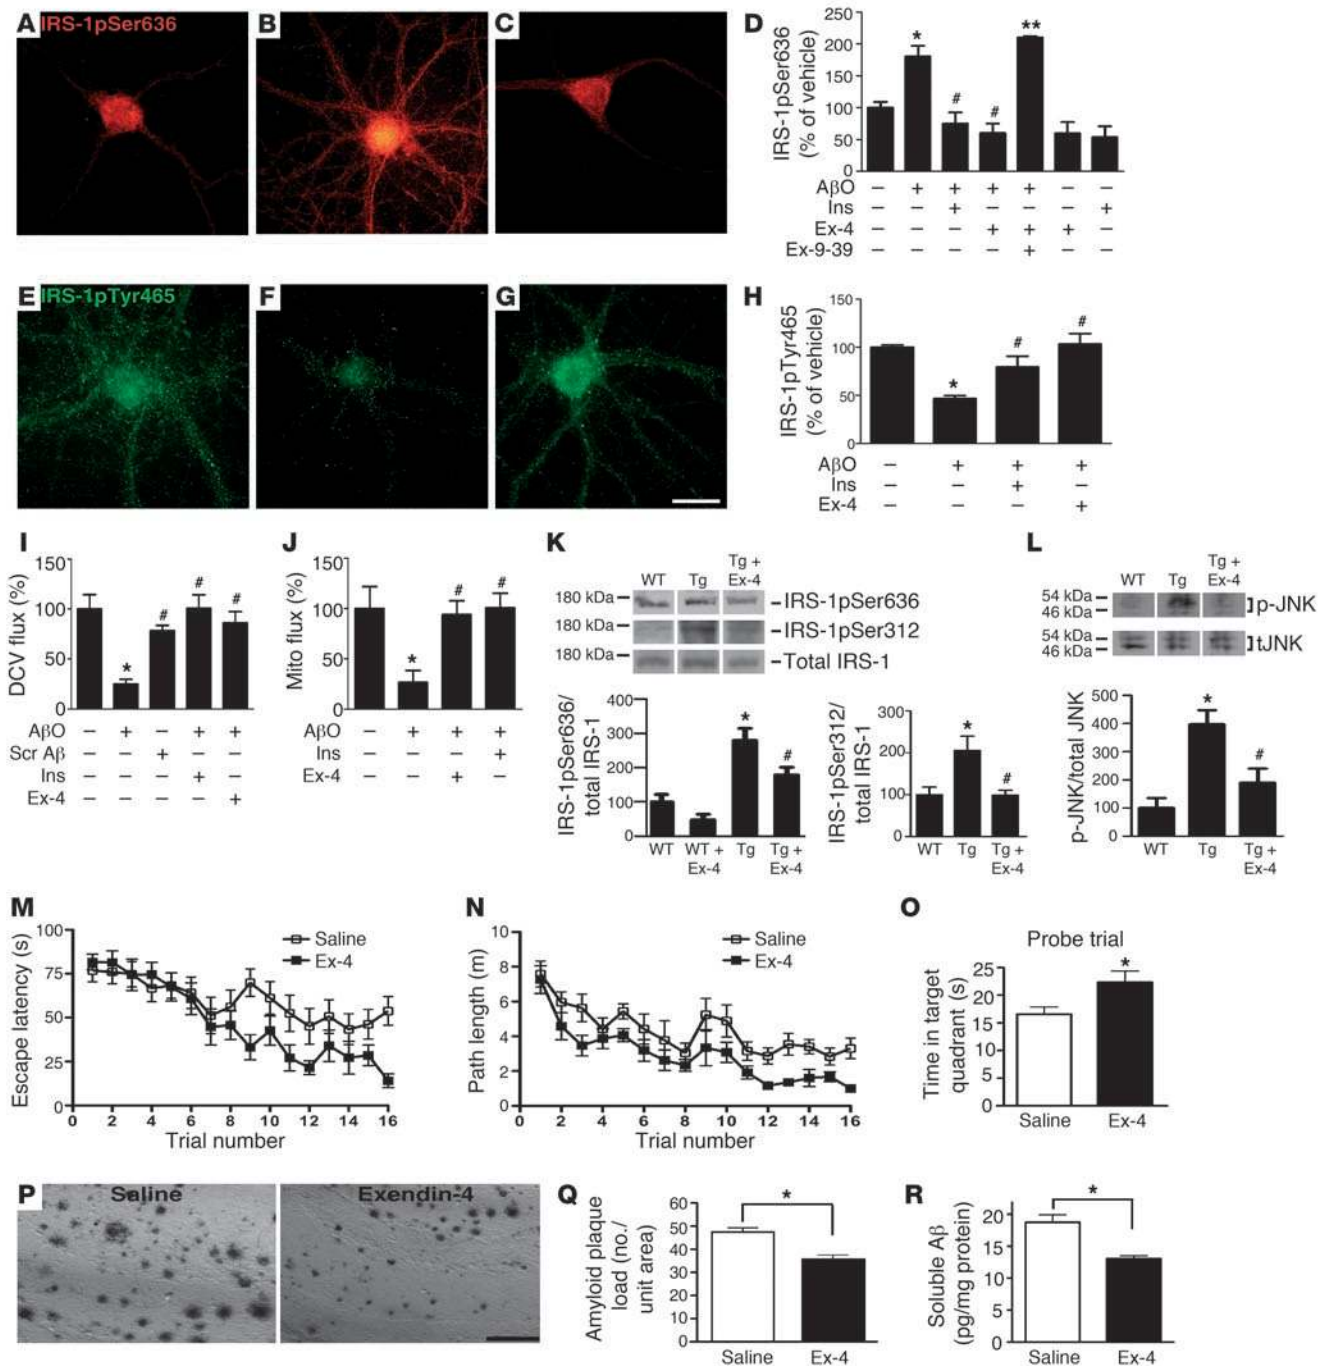 A IRS-1pSer636
B
C
D
IRS-1pSer636
(% of vehicle)
250
200
150
100
50
0
*
#
#
**
AβO − + + + + − −
Ins − − + − − − +
Ex-4 − − − + + + −
Ex-9-39 − − − − + − −
E IRS-1pTyr465
F
G
H
IRS-1pTyr465
(% of vehicle)
150
100
50
0
*
#
#
AβO − + + +
Ins − − + −
Ex-4 − − − +
I
DCV flux (%)
150
100
50
0
*
#
#
#
AβO − + − + +
Scr Aβ − − + − −
Ins − − − + −
Ex-4 − − − − +
J
Mito flux (%)
150
100
50
0
*
#
#
AβO − + + +
Ins − − − +
Ex-4 − − + −
K
WT Tg Tg +
Ex-4
180 kDa IRS-1pSer636
180 kDa IRS-1pSer312
180 kDa Total IRS-1
IRS-1pSer636/
total IRS-1
400
300
200
100
0
*
#
WT WT + Tg Tg +
Ex-4 Ex-4
IRS-1pSer312/
total IRS-1
300
200
100
0
*
#
WT Tg Tg +
Ex-4
L
WT Tg Tg +
Ex-4
54 kDa
46 kDa
p-JNK
54 kDa
46 kDa
tJNK
p-JNK/total JNK
500
400
300
200
100
0
*
#
WT Tg Tg +
Ex-4
M
Escape latency (s)
100
75
50
25
0
Saline
Ex-4
0 2 4 6 8 10 12 14 16
Trial number
N
Path length (m)
10
8
6
4
2
0
Saline
Ex-4
0 2 4 6 8 10 12 14 16
Trial number
O
Probe trial
Time in target
quadrant (s)
25
20
15
10
5
0
*
Saline Ex-4
P
Saline
Exendin-4
Q
Amyloid plaque
load (no./
unit area)
60
50
40
30
20
10
0
*
Saline Ex-4
R
Soluble Aβ
(pg/mg protein)
20
15
10
5
0
*
Saline Ex-4